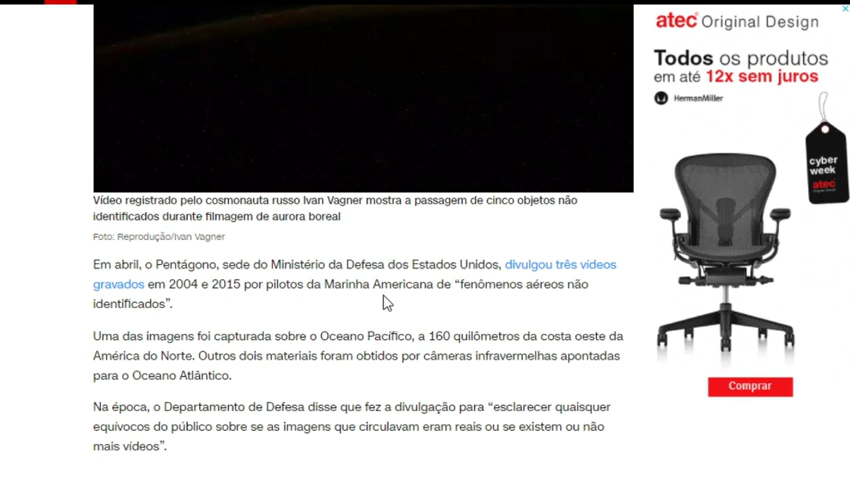 Vídeo registrado pelo cosmonauta russo Ivan Vagner mostra a passagem de cinco objetos não
identificados durante filmagem de aurora boreal
Foto: Reprodução/Ivan Vagner
Em abril, o Pentágono, sede do Ministério da Defesa dos Estados Unidos, divulgou três vídeos
gravados em 2004 e 2015 por pilotos da Marinha Americana de “fenômenos aéreos não
identificados”.
Uma das imagens foi capturada sobre o Oceano Pacífico, a 160 quilômetros da costa oeste da
América do Norte. Outros dois materiais foram obtidos por câmeras infravermelhas apontadas
para o Oceano Atlântico.
Na época, o Departamento de Defesa disse que fez a divulgação para “esclarecer quaisquer
equívocos do público sobre se as imagens que circulavam eram reais ou se existem ou não
mais vídeos”.
atec Original Design
Todos os produtos
em até 12x sem juros
HermanMiller
cyber
week
atec
Comprar